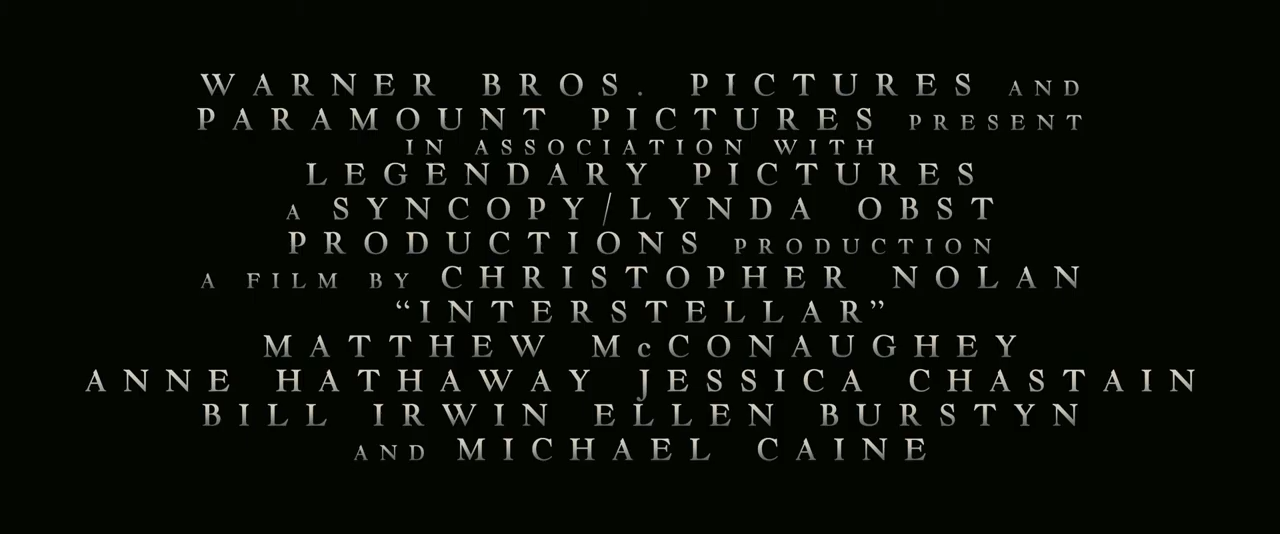 WARNER BROS. PICTURES AND
PARAMOUNT PICTURES PRESENT
IN ASSOCIATION WITH
LEGENDARY PICTURES
A SYNCOPY/LYNDA OBST
PRODUCTIONS PRODUCTION
A FILM BY CHRISTOPHER NOLAN
“INTERSTELLAR”
MATTHEW McCONAUGHEY
ANNE HATHAWAY JESSICA CHASTAIN
BILL IRWIN ELLEN BURSTYN
AND MICHAEL CAINE